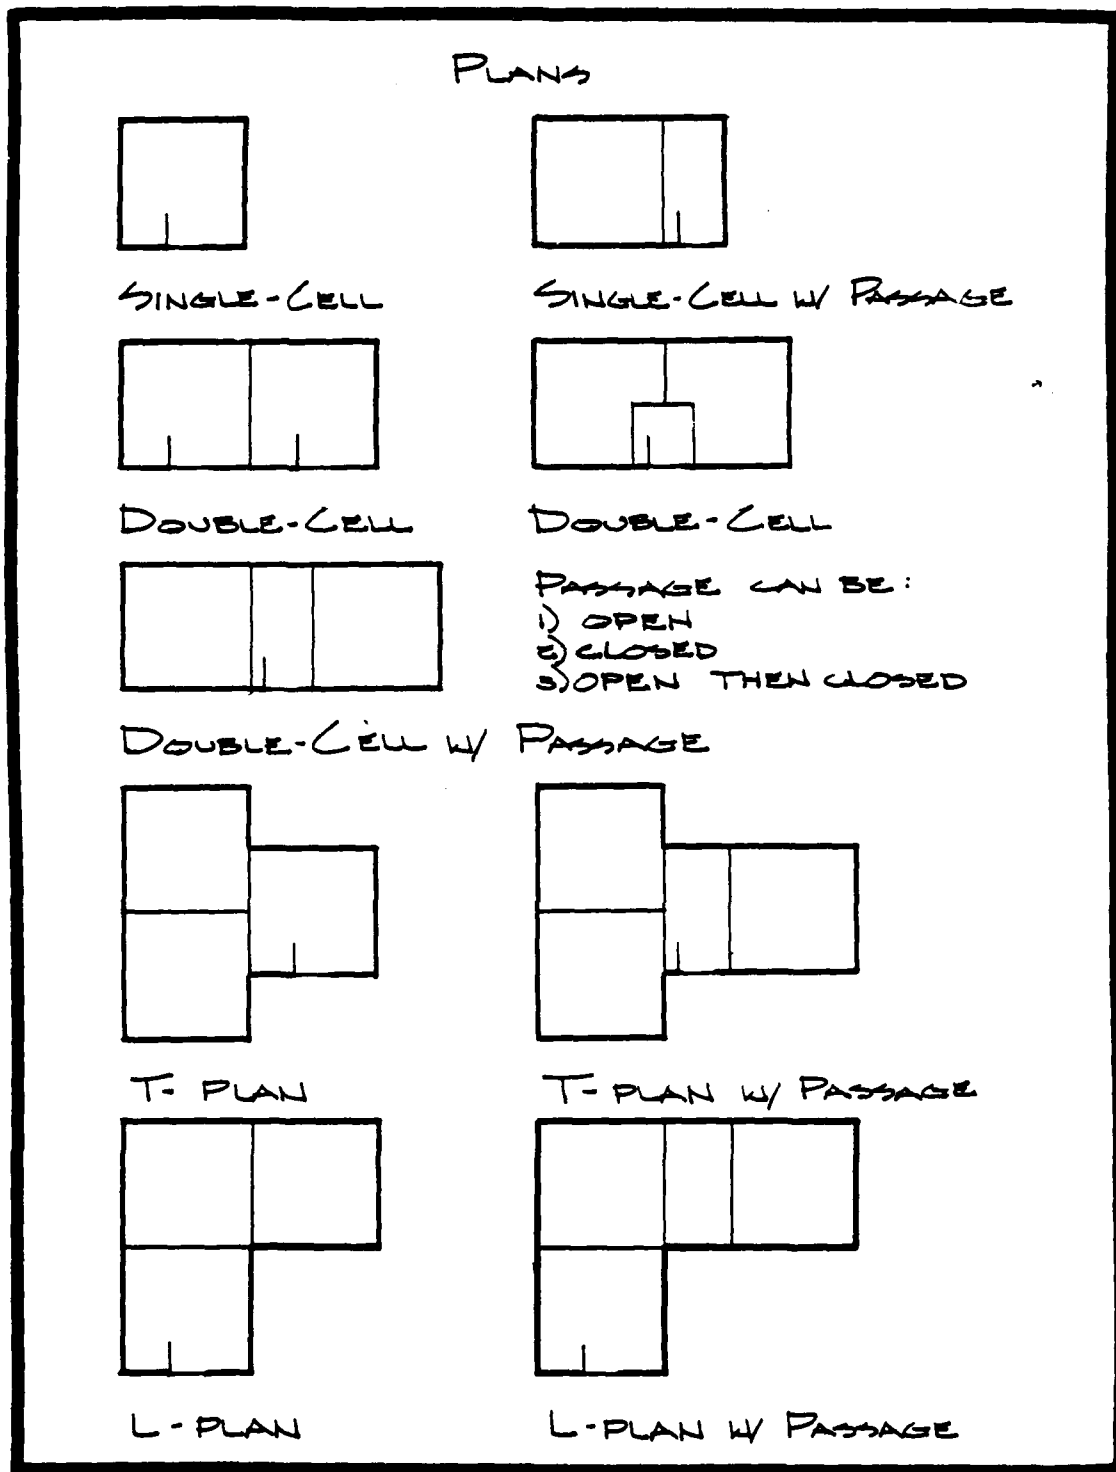 PLANS
SINGLE-CELL
SINGLE-CELL W/ PASSAGE
DOUBLE-CELL
DOUBLE-CELL
PASSAGE CAN BE:
1) OPEN
2) CLOSED
3) OPEN THEN CLOSED
DOUBLE-CELL W/ PASSAGE
T-PLAN
T-PLAN W/ PASSAGE
L-PLAN
L-PLAN W/ PASSAGE